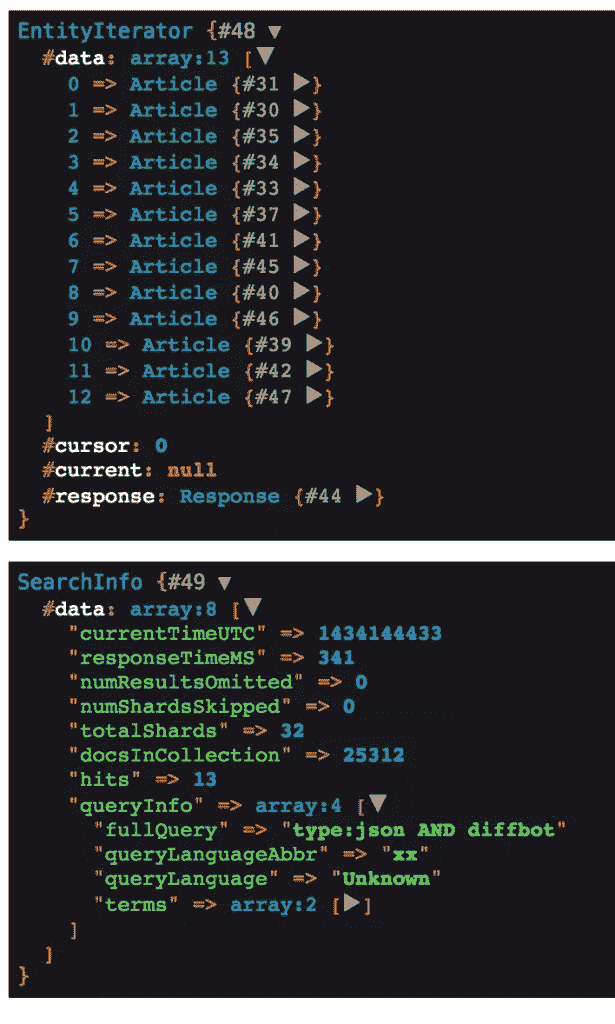 EntityIterator {#48 ▼
#data: array:13 [▼
0 => Article {#31 ▶}
1 => Article {#30 ▶}
2 => Article {#35 ▶}
3 => Article {#34 ▶}
4 => Article {#33 ▶}
5 => Article {#37 ▶}
6 => Article {#41 ▶}
7 => Article {#45 ▶}
8 => Article {#40 ▶}
9 => Article {#46 ▶}
10 => Article {#39 ▶}
11 => Article {#42 ▶}
12 => Article {#47 ▶}
]
#cursor: 0
#current: null
#response: Response {#44 ▶}
}
SearchInfo {#49 ▼
#data: array:8 [▼
"currentTimeUTC" => 1434144433
"responseTimeMS" => 341
"numResultsOmitted" => 0
"numShardsSkipped" => 0
"totalShards" => 32
"docsInCollection" => 25312
"hits" => 13
"queryInfo" => array:4 [▼
"fullQuery" => "type:json AND diffbot"
"queryLanguageAbbr" => "xx"
"queryLanguage" => "Unknown"
"terms" => array:2 [▶]
]
]
}